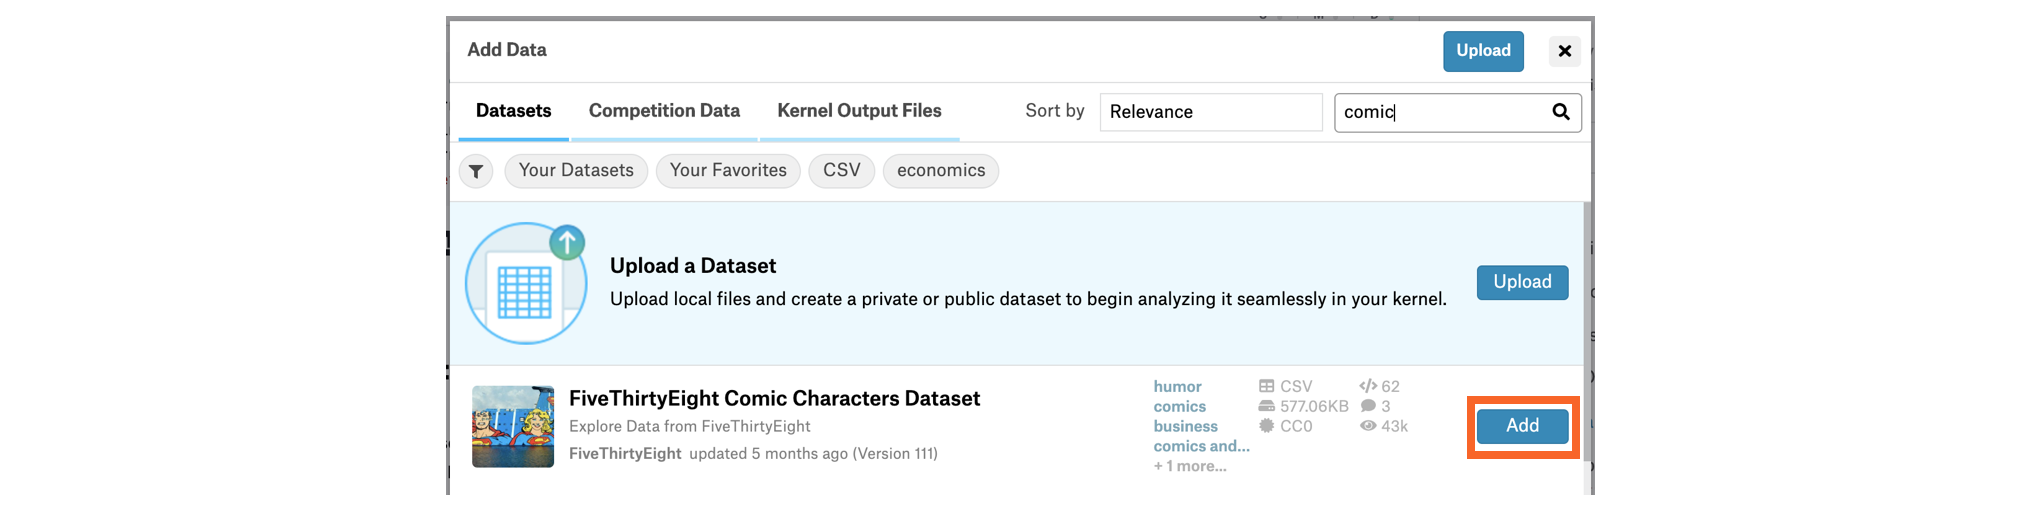 Add Data
Upload
Datasets
Competition Data
Kernel Output Files
Sort by
Relevance
comic
Your Datasets
Your Favorites
CSV
economics
Upload a Dataset
Upload local files and create a private or public dataset to begin analyzing it seamlessly in your kernel.
Upload
FiveThirtyEight Comic Characters Dataset
Explore Data from FiveThirtyEight
FiveThirtyEight updated 5 months ago (Version 111)
humor
comics
business
comics and...
+ 1 more...
CSV
577.06KB
CC0
62
3
43k
Add